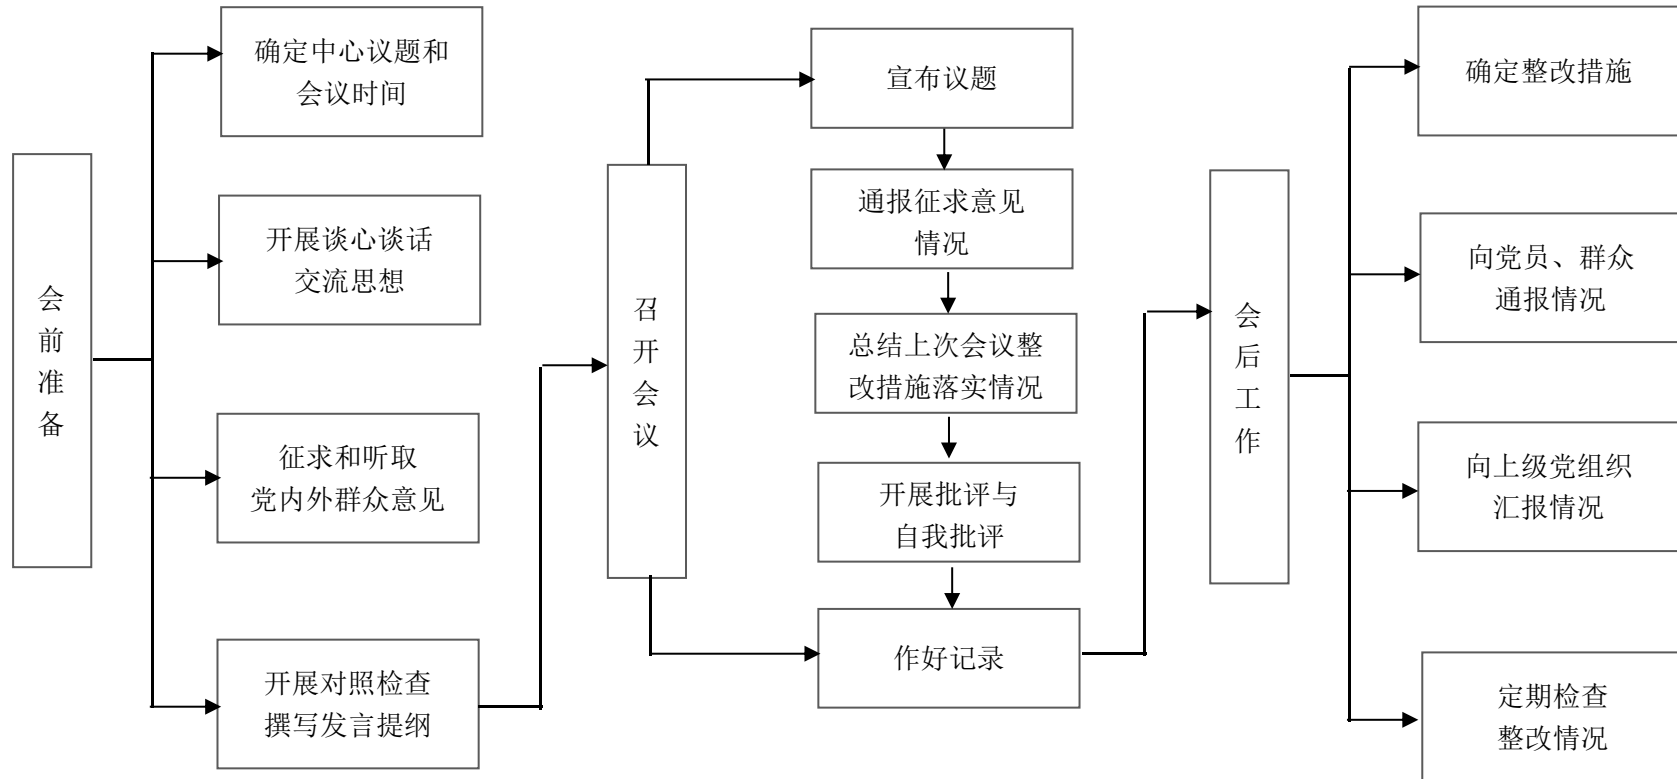 会前准备
确定中心议题和
会议时间
开展谈心谈话
交流思想
征求和听取
党内外群众意见
开展对照检查
撰写发言提纲
召开会议
宣布议题
通报征求意见
情况
总结上次会议整
改措施落实情况
开展批评与
自我批评
作好记录
会后工作
确定整改措施
向党员、群众
通报情况
向上级党组织
汇报情况
定期检查
整改情况